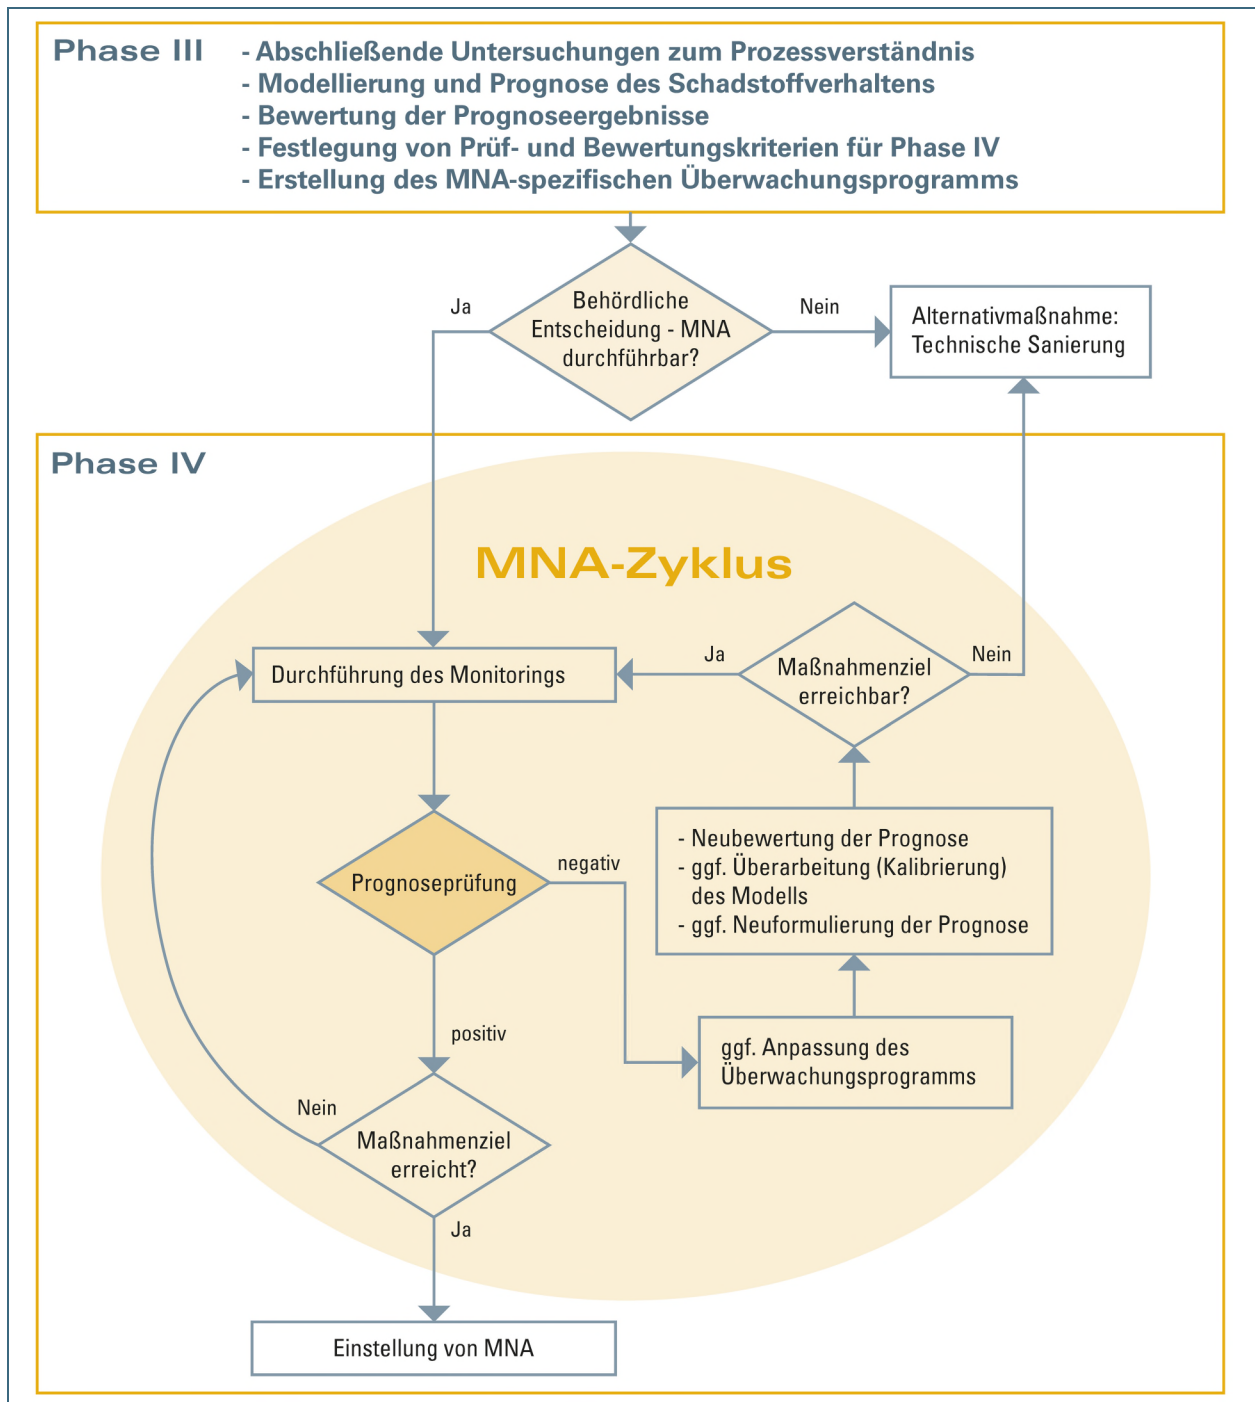 Phase III
- Abschließende Untersuchungen zum Prozessverständnis
- Modellierung und Prognose des Schadstoffverhaltens
- Bewertung der Prognoseergebnisse
- Festlegung von Prüf- und Bewertungskriterien für Phase IV
- Erstellung des MNA-spezifischen Überwachungsprogramms
Behördliche
Entscheidung - MNA
durchführbar?
Ja
Nein
Alternativmaßnahme:
Technische Sanierung
Phase IV
MNA-Zyklus
Durchführung des Monitorings
Ja
Maßnahmenziel
erreichbar?
Nein
Prognoseprüfung
negativ
- Neubewertung der Prognose
- ggf. Überarbeitung (Kalibrierung)
des Modells
- ggf. Neuformulierung der Prognose
positiv
ggf. Anpassung des
Überwachungsprogramms
Nein
Maßnahmenziel
erreicht?
Ja
Einstellung von MNA